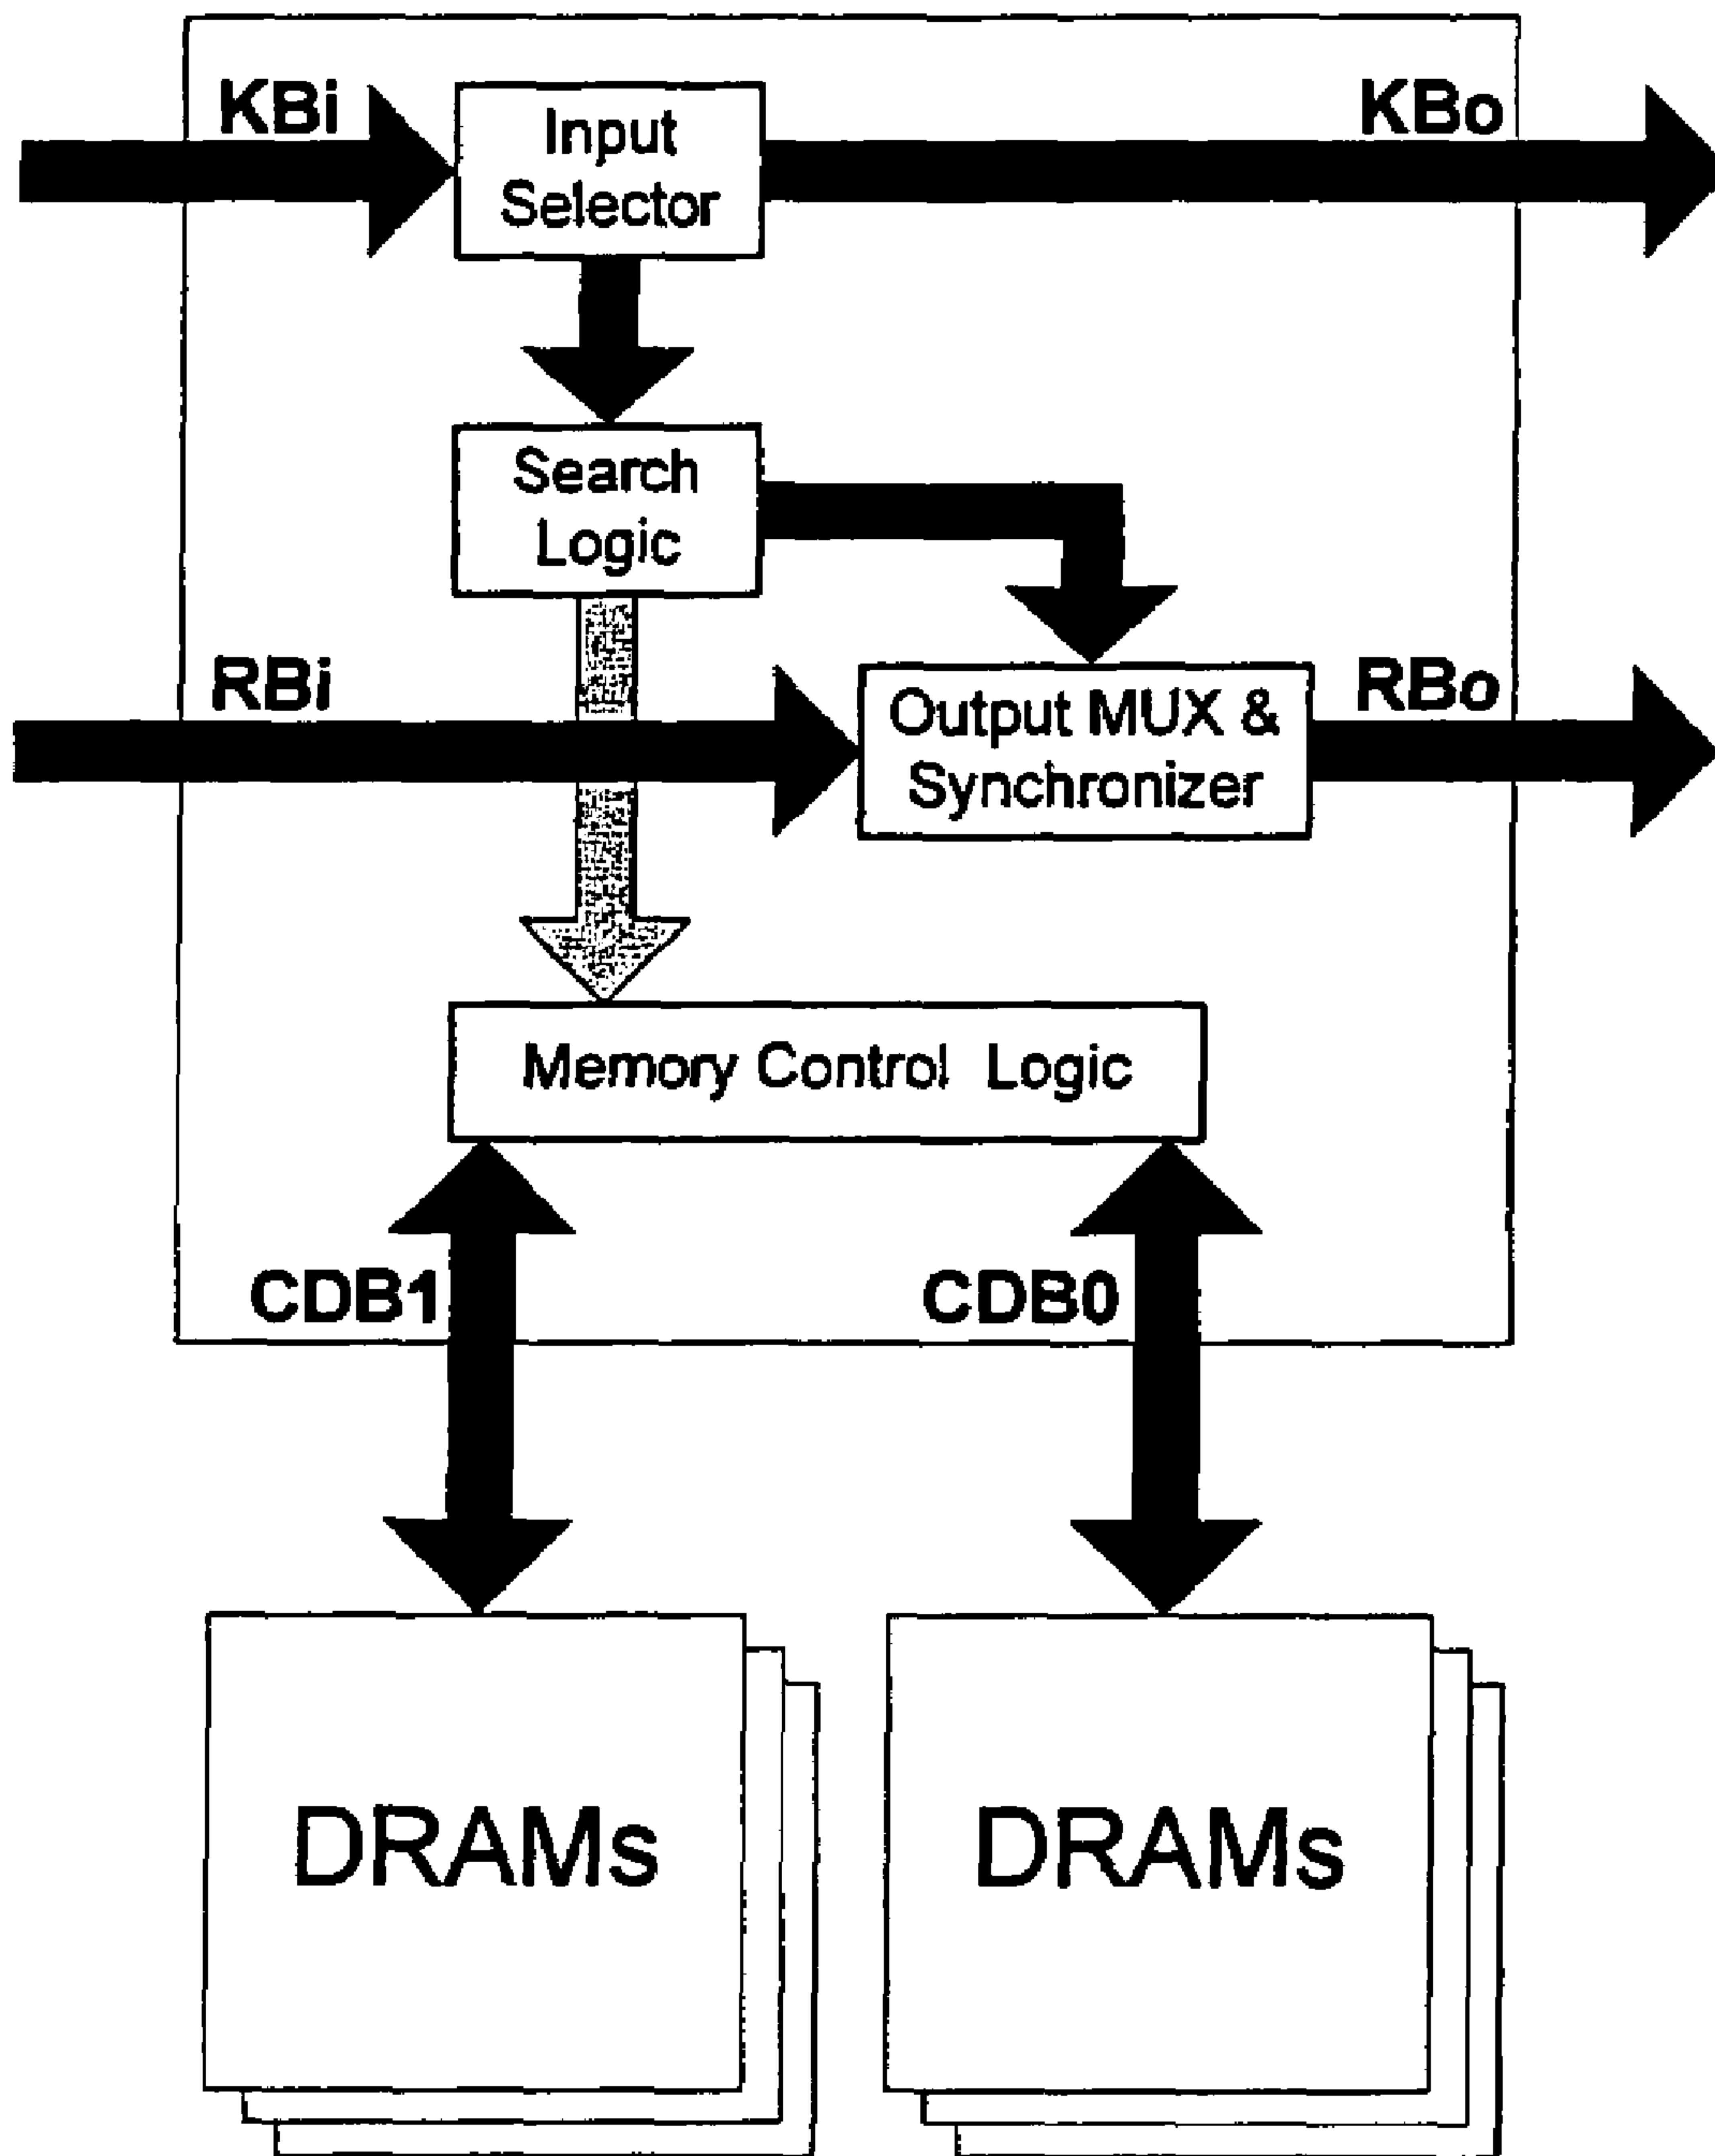 KBi
Input
Selector
KBo
Search
Logic
RBi
Output MUX &
Synchronizer
RBo
Memory Control Logic
CDB1
CDB0
DRAMs
DRAMs